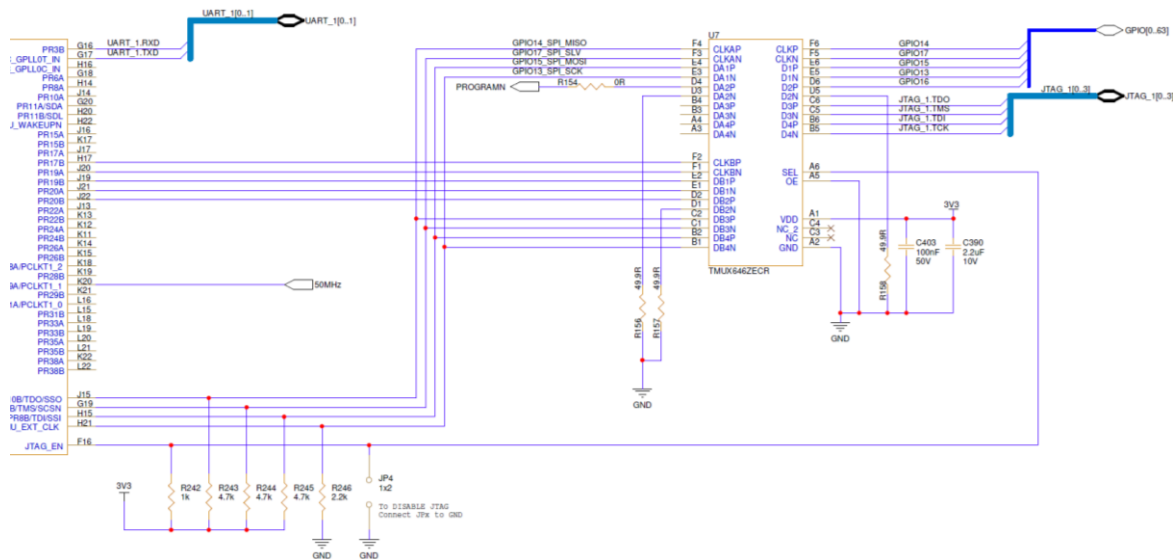 UART_1[0..1]
UART_1[0..1]
PR3B G16 UART_1.RXD
C_GPLL0T_IN G17 UART_1.TXD
_GPLL0C_IN H16
PR6A G18
PR8A H14
PR10A J14
PR11A/SDA G20
PR11B/SDL H20
U_WAKEUPN H22
PR15A J16
PR15B K17
PR17A J17
PR17B H17
PR19A J20
PR19B J19
PR20A J21
PR20B J22
PR22A J13
PR22B K13
PR24A K12
PR24B K11
PR26A K14
PR26B K15
8A/PCLKT1_2 K18
PR28B K19
9A/PCLKT1_1 K20
PR29B K21
1A/PCLKT1_0 L16
PR31B L15
PR33A L18
PR33B L19
PR35A L20
PR35B L21
PR38A K22
PR38B L22
0B/TDO/SSO J15
B/TMS/SCSN G19
PR8B/TDI/SSI H15
U_EXT_CLK H21
JTAG_EN F16
50MHz
GPIO14_SPI_MISO
GPIO17_SPI_SLV
GPIO15_SPI_MOSI
GPIO13_SPI_SCK
PROGRAMN
R154 0R
U7
F4 CLKAP CLKP F6 GPIO14
F3 CLKAN CLKN F5 GPIO17
E4 DA1P D1P E6 GPIO15
E3 DA1N D1N E5 GPIO13
D4 DA2P D2P D6 GPIO16
D3 DA2N D2N D5
B4 DA3P D3P C6 JTAG_1.TDO
B3 DA3N D3N C5 JTAG_1.TMS
A4 DA4P D4P B6 JTAG_1.TDI
A3 DA4N D4N B5 JTAG_1.TCK
F2 CLKBP SEL A6
F1 CLKBN OE A5
E2 DB1P
E1 DB1N
D2 DB2P
D1 DB2N
C2 DB3P VDD A1
C1 DB3N NC_2 C4
B2 DB4P NC C3
B1 DB4N GND A2
TMUX646ZECR
GPIO[0..63]
JTAG_1[0..3]
JTAG_1[0..3]
3V3
C403
100nF
50V
C390
2.2uF
10V
49.9R
R158
GND
49.9R
R156
49.9R
R157
GND
3V3
R242
1k
R243
4.7k
R244
4.7k
R245
4.7k
R246
2.2k
GND
JP4
1x2
To DISABLE JTAG
Connect JPx to GND
GND